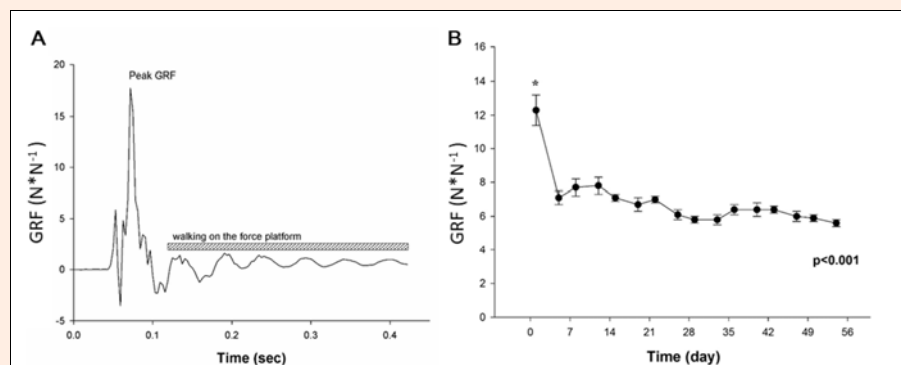 A
GRF (N*N⁻¹)
20
15
10
5
0
-5
Peak GRF
walking on the force platform
0.0 0.1 0.2 0.3 0.4
Time (sec)
B
GRF (N*N⁻¹)
16
14
12
10
8
6
4
2
0
*
p<0.001
0 7 14 21 28 35 42 49 56
Time (day)